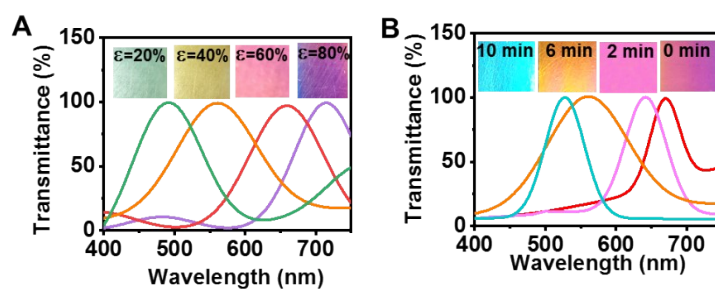 A
150
100
50
0
Transmittance (%)
ε=20% ε=40% ε=60% ε=80%
400 500 600 700
Wavelength (nm)
B
150
100
50
0
Transmittance (%)
10 min 6 min 2 min 0 min
400 500 600 700
Wavelength (nm)